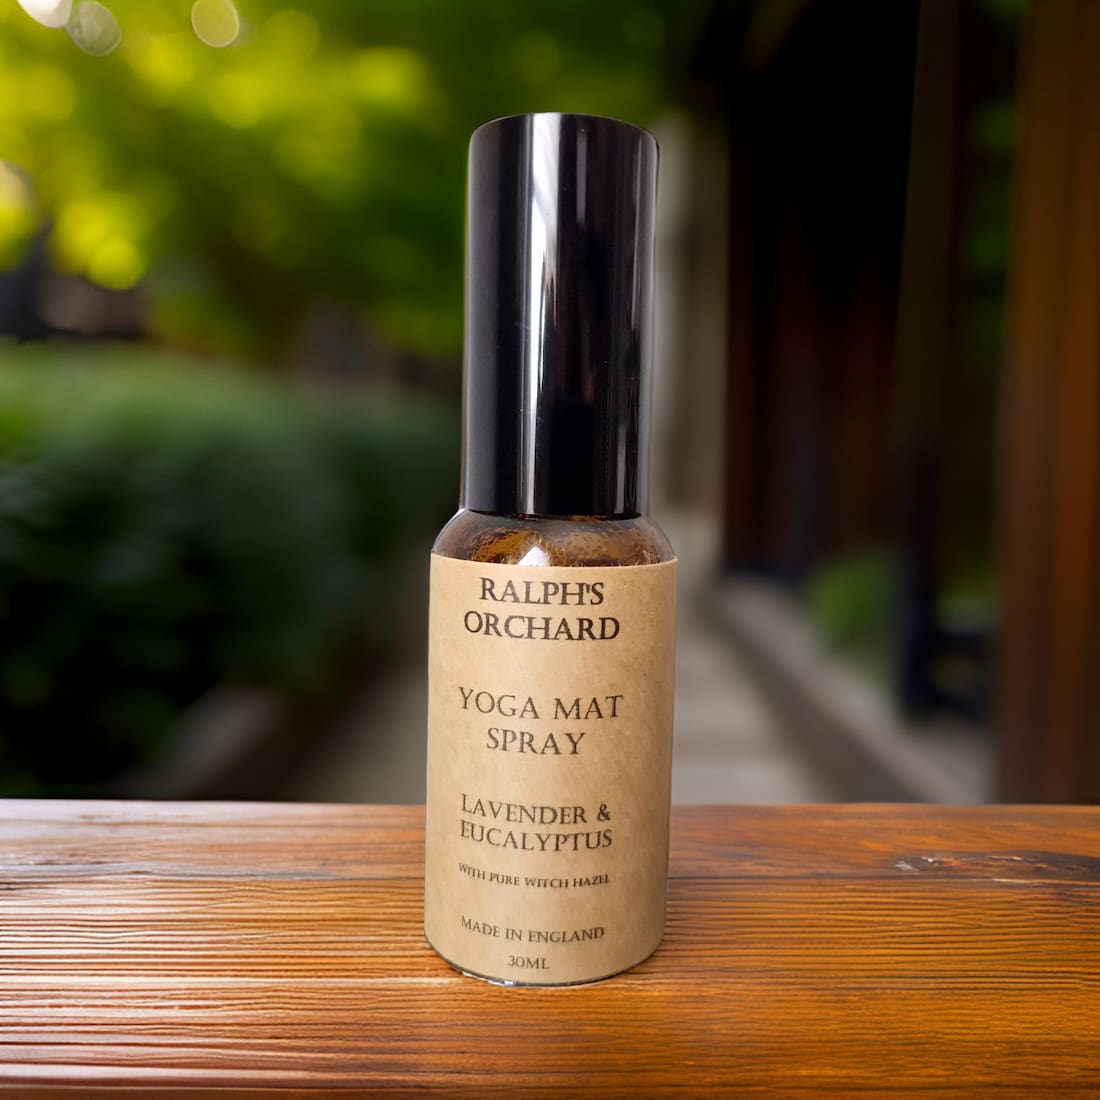 RALPH'S
ORCHARD
YOGA MAT
SPRAY
LAVENDER &
EUCALYPTUS
WITH PURE WITCH HAZEL
MADE IN ENGLAND
30ML